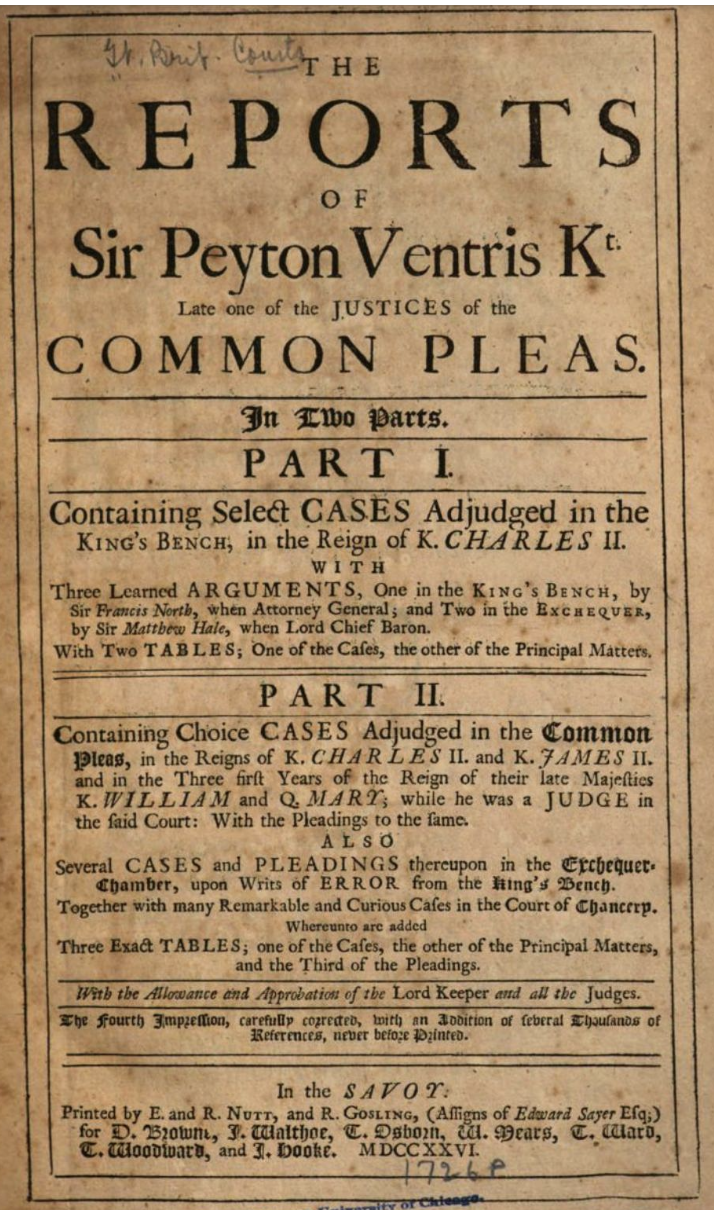 Gt. Brit. Courts
THE
REPORTS
OF
Sir Peyton Ventris Kt.
Late one of the JUSTICES of the
COMMON PLEAS.
In Two Parts.
PART I.
Containing Select CASES Adjudged in the
KING'S BENCH, in the Reign of K. CHARLES II.
WITH
Three Learned ARGUMENTS, One in the KING'S BENCH, by
Sir Francis North, when Attorney General; and Two in the EXCHEQUER,
by Sir Matthew Hale, when Lord Chief Baron.
With Two TABLES; One of the Caſes, the other of the Principal Matters.
PART II.
Containing Choice CASES Adjudged in the Common
Pleas, in the Reigns of K. CHARLES II. and K. JAMES II.
and in the Three firſt Years of the Reign of their late Majeſties
K. WILLIAM and Q. MARY; while he was a JUDGE in
the ſaid Court: With the Pleadings to the ſame.
ALSO
Several CASES and PLEADINGS thereupon in the Exchequer-
Chamber, upon Writs of ERROR from the King's Bench.
Together with many Remarkable and Curious Caſes in the Court of Chancery.
Whereunto are added
Three Exact TABLES; one of the Caſes, the other of the Principal Matters,
and the Third of the Pleadings.
With the Allowance and Approbation of the Lord Keeper and all the Judges.
The Fourth Impreſſion, carefully corrected, with an Addition of ſeveral Thouſands of
References, never before Printed.
In the SAVOY:
Printed by E. and R. NUTT, and R. GOSLING, (Aſſigns of Edward Sayer Eſq;)
for D. Browne, J. Walthoe, T. Osborn, W. Mears, T. Ward,
T. Woodward, and J. Hooke. MDCCXXVI.
1726P
University of Chicago.